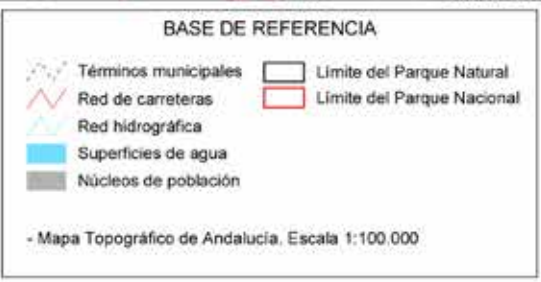 BASE DE REFERENCIA
Términos municipales
Red de carreteras
Red hidrográfica
Superficies de agua
Núcleos de población
Límite del Parque Natural
Límite del Parque Nacional
- Mapa Topográfico de Andalucía. Escala 1:100.000